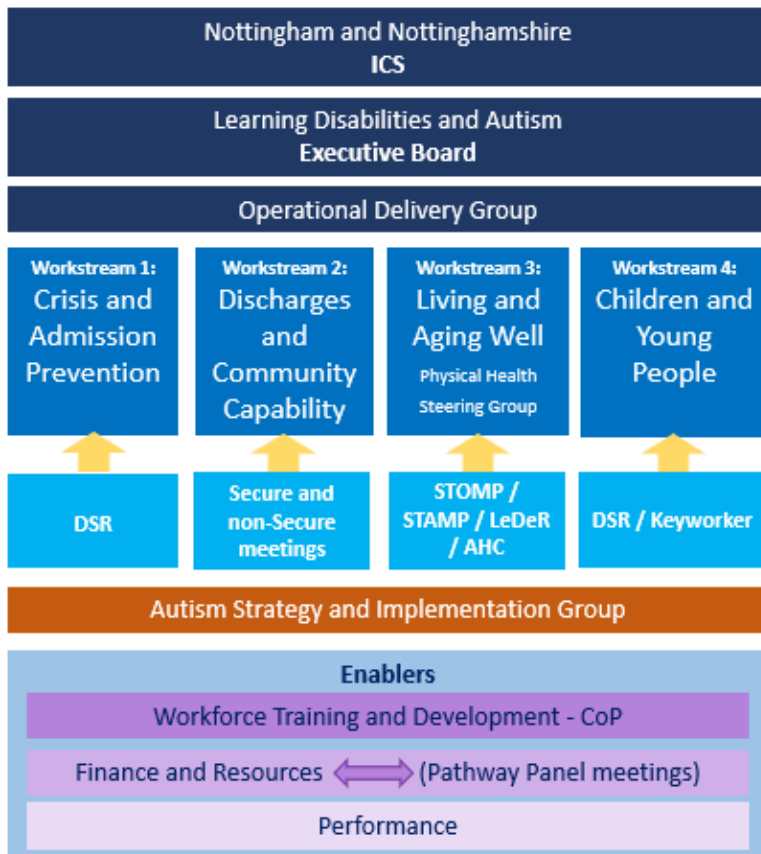 Nottingham and Nottinghamshire
ICS
Learning Disabilities and Autism
Executive Board
Operational Delivery Group
Workstream 1:
Crisis and
Admission
Prevention
Workstream 2:
Discharges
and
Community
Capability
Workstream 3:
Living and
Aging Well
Physical Health
Steering Group
Workstream 4:
Children and
Young
People
DSR
Secure and
non-Secure
meetings
STOMP /
STAMP / LeDeR
/ AHC
DSR / Keyworker
Autism Strategy and Implementation Group
Enablers
Workforce Training and Development - CoP
Finance and Resources (Pathway Panel meetings)
Performance